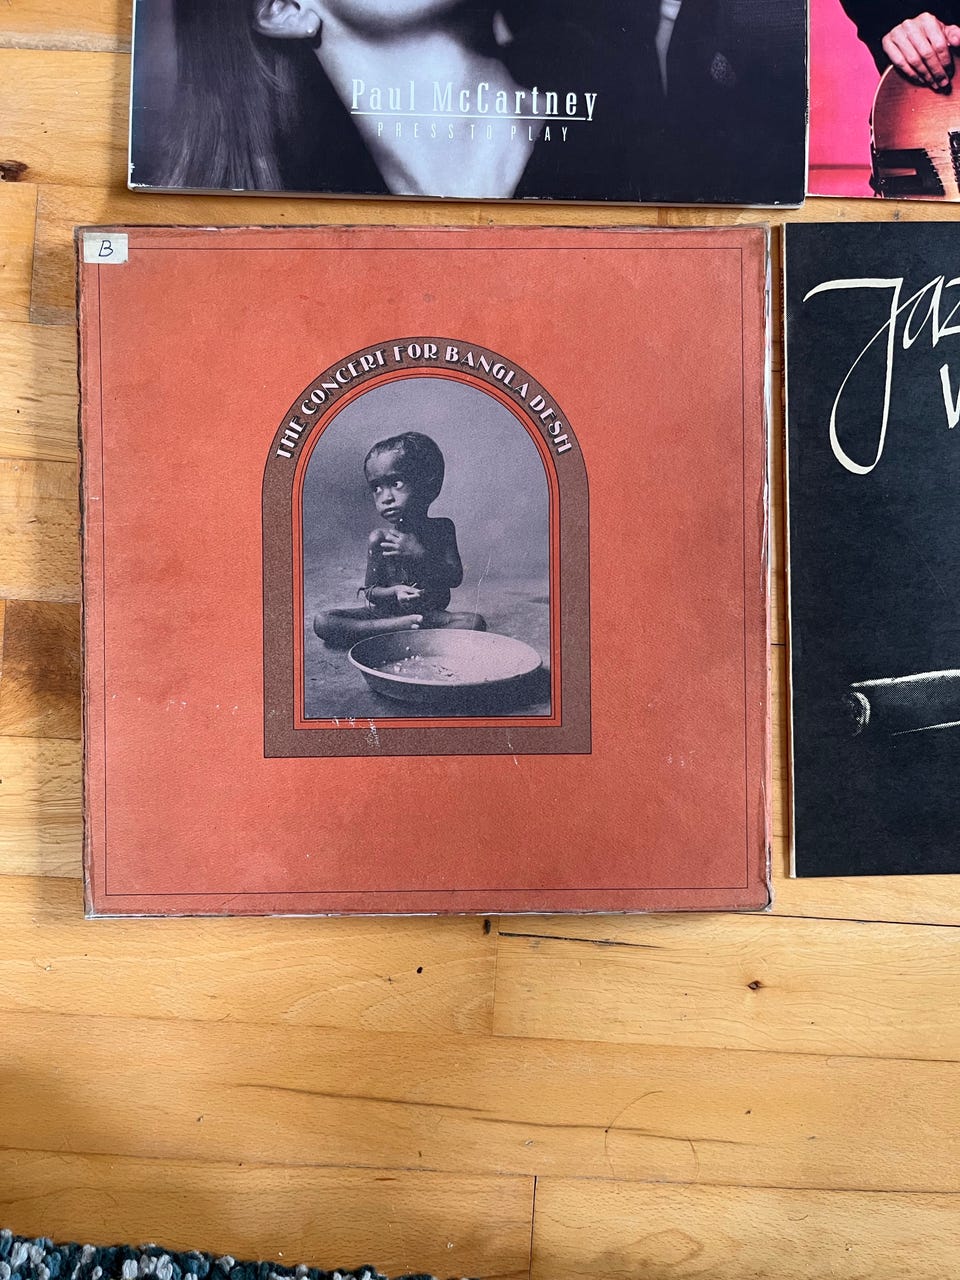 Paul McCartney
PRESS TO PLAY
B
THE CONCERT FOR BANGLA DESH